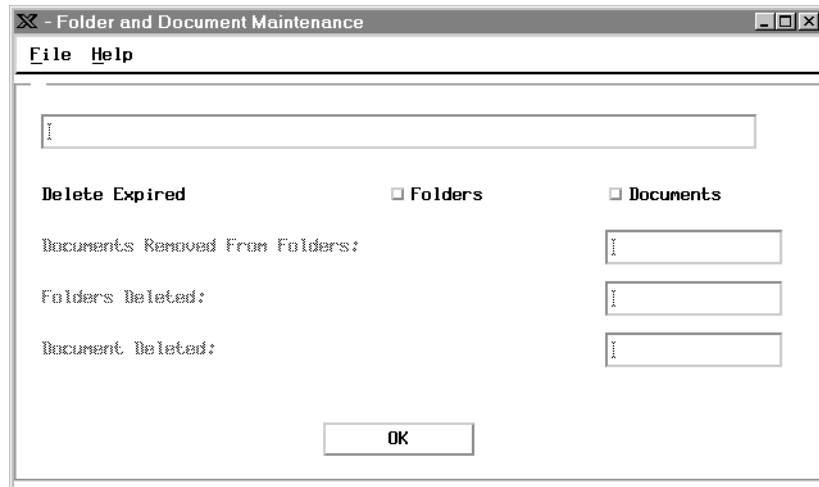 - Folder and Document Maintenance
File Help
Delete Expired Folders Documents
Documents Removed From Folders:
Folders Deleted:
Document Deleted:
OK